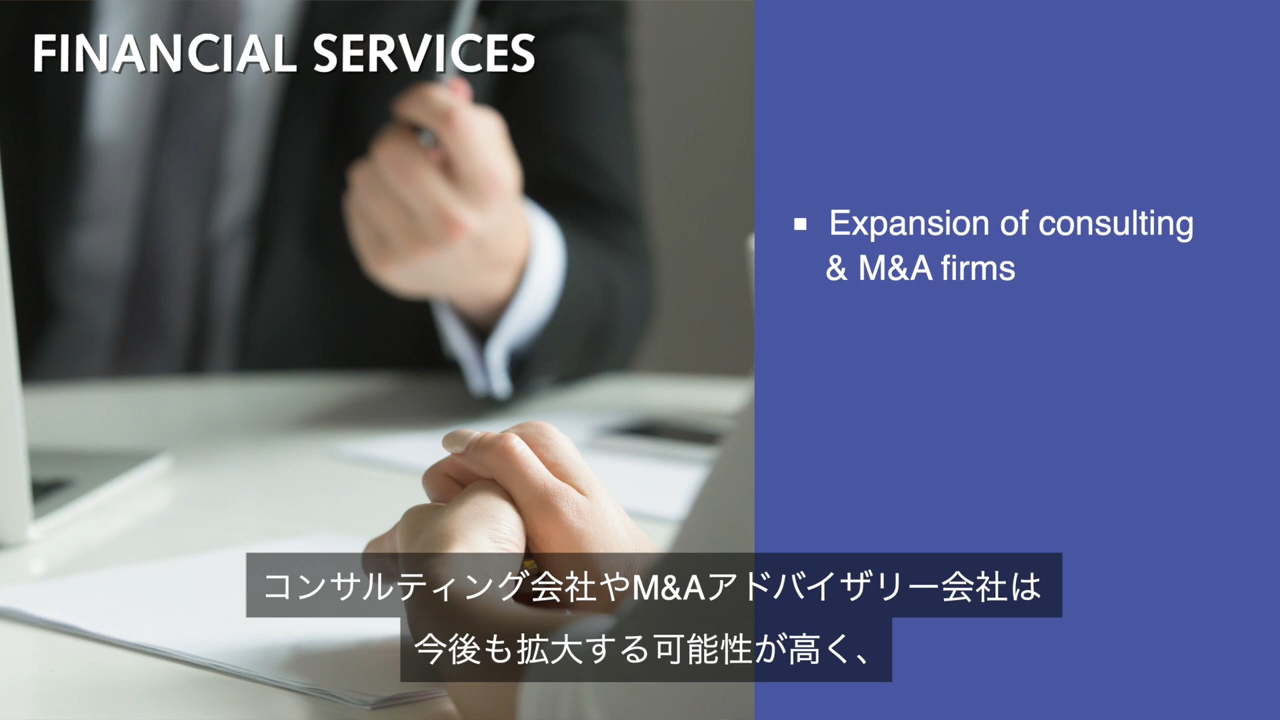 FINANCIAL SERVICES
▪ Expansion of consulting
& M&A firms
コンサルティング会社やM&Aアドバイザリー会社は
今後も拡大する可能性が高く、